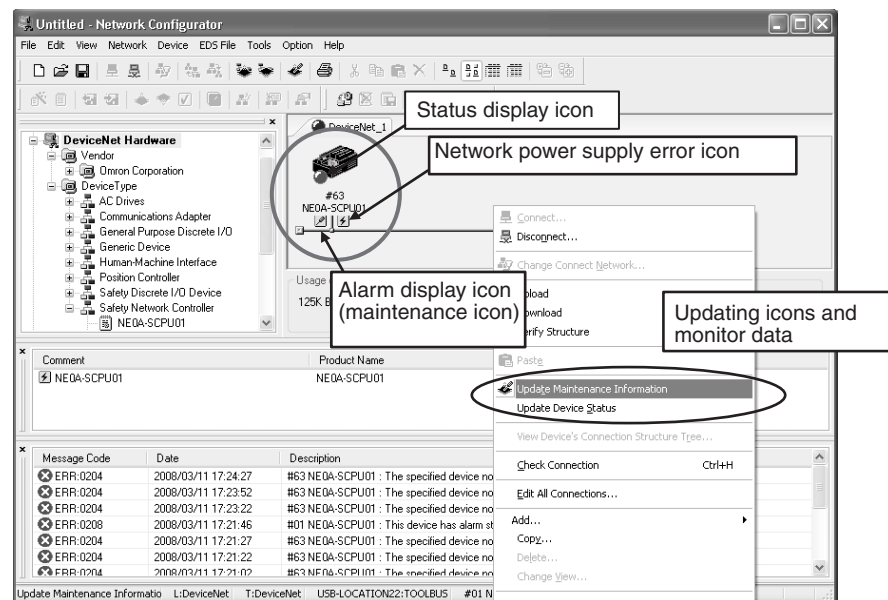 Untitled - Network Configurator
File Edit View Network Device EDS File Tools Option Help
Status display icon
DeviceNet_1
Network power supply error icon
DeviceNet Hardware
Vendor
Omron Corporation
DeviceType
AC Drives
Communications Adapter
General Purpose Discrete I/O
Generic Device
Human-Machine Interface
Position Controller
Safety Discrete I/O Device
Safety Network Controller
NE0A-SCPU01
#63
NE0A-SCPU01
Usage
125K B
Alarm display icon
(maintenance icon)
Updating icons and
monitor data
Connect...
Disconnect...
Change Connect Network...
Structure
Paste
Update Maintenance Information
Update Device Status
View Device's Connection Structure Tree...
Check Connection Ctrl+H
Edit All Connections...
Add...
Copy...
Delete...
Change View...
Comment Product Name
NE0A-SCPU01 NE0A-SCPU01
Message Code Date Description
ERR:0204 2008/03/11 17:24:27 #63 NE0A-SCPU01 : The specified device no
ERR:0204 2008/03/11 17:23:52 #63 NE0A-SCPU01 : The specified device no
ERR:0204 2008/03/11 17:23:22 #63 NE0A-SCPU01 : The specified device no
ERR:0208 2008/03/11 17:21:46 #01 NE0A-SCPU01 : This device has alarm st
ERR:0204 2008/03/11 17:21:27 #63 NE0A-SCPU01 : The specified device no
ERR:0204 2008/03/11 17:21:22 #63 NE0A-SCPU01 : The specified device no
ERR:0204 2008/03/11 17:21:02 #63 NE0A-SCPU01 : The specified device no
Update Maintenance Informatio L:DeviceNet T:DeviceNet USB-LOCATION22:TOOLBUS #01 N